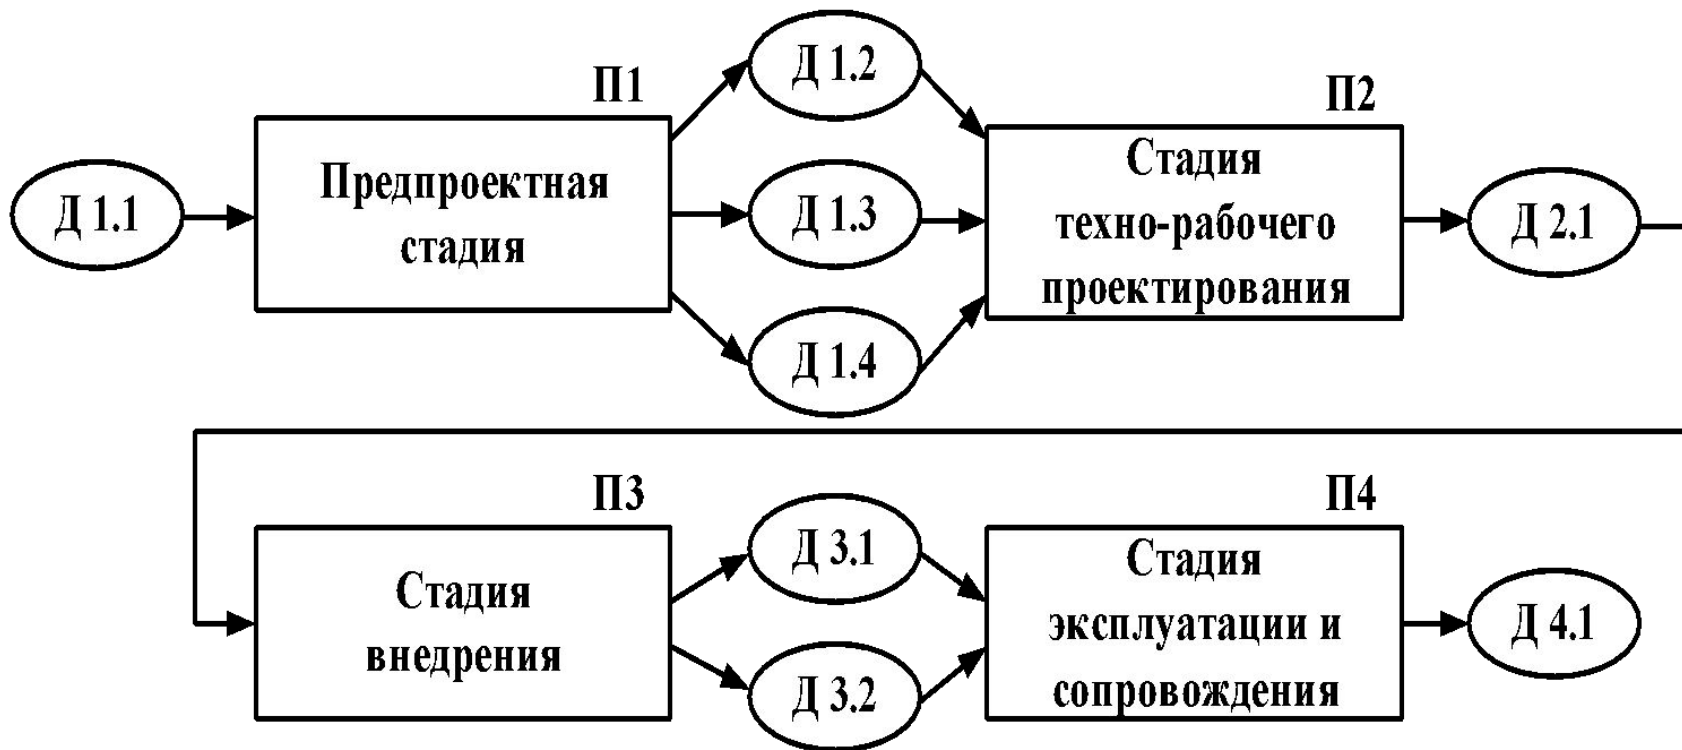 П1
Д 1.2
П2
Д 1.1
Предпроектная
стадия
Д 1.3
Д 1.4
Стадия
техно-рабочего
проектирования
Д 2.1
П3
Стадия
внедрения
Д 3.1
Д 3.2
П4
Стадия
эксплуатации и
сопровождения
Д 4.1